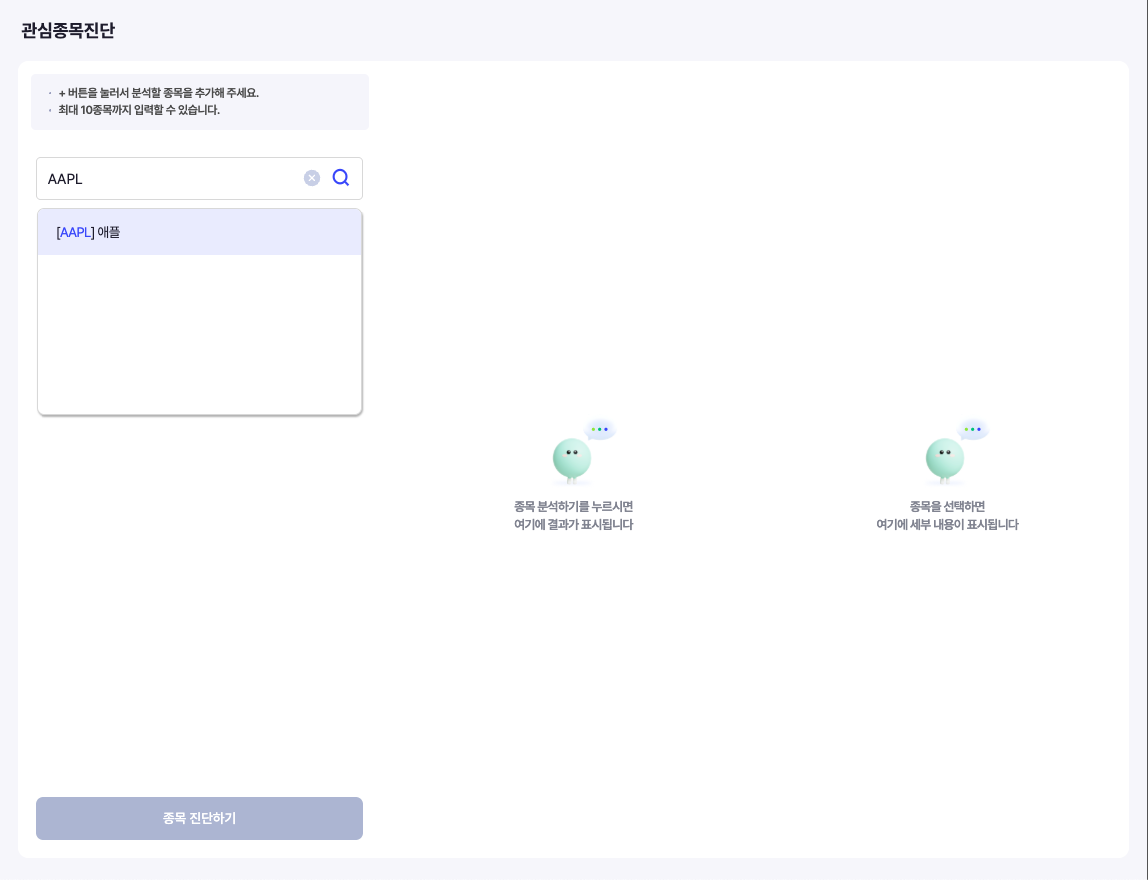 관심종목진단
· + 버튼을 눌러서 분석할 종목을 추가해 주세요.
· 최대 10종목까지 입력할 수 있습니다.
AAPL
[AAPL] 애플
종목 분석하기를 누르시면
여기에 결과가 표시됩니다
종목을 선택하면
여기에 세부 내용이 표시됩니다
종목 진단하기